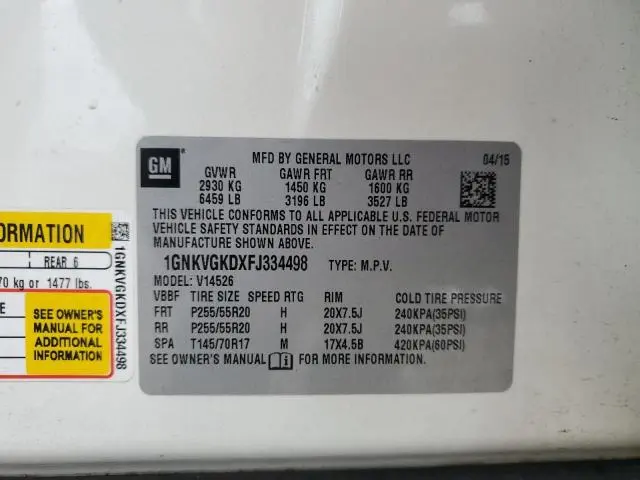 GM
MFD BY GENERAL MOTORS LLC 04/15
GVWR GAWR FRT GAWR RR
2930 KG 1450 KG 1600 KG
6459 LB 3196 LB 3527 LB
THIS VEHICLE CONFORMS TO ALL APPLICABLE U.S. FEDERAL MOTOR
VEHICLE SAFETY STANDARDS IN EFFECT ON THE DATE OF
MANUFACTURE SHOWN ABOVE.
1GNKVGKDXFJ334498 TYPE: M.P.V.
MODEL: V14526
VBBF TIRE SIZE SPEED RTG RIM COLD TIRE PRESSURE
FRT P255/55R20 H 20X7.5J 240KPA(35PSI)
RR P255/55R20 H 20X7.5J 240KPA(35PSI)
SPA T145/70R17 M 17X4.5B 420KPA(60PSI)
SEE OWNER'S MANUAL i FOR MORE INFORMATION.
ORMATION
REAR 6
70 kg or 1477 lbs.
E
SEE OWNER'S
MANUAL FOR
ADDITIONAL
INFORMATION
1GNKVGKDXFJ334498